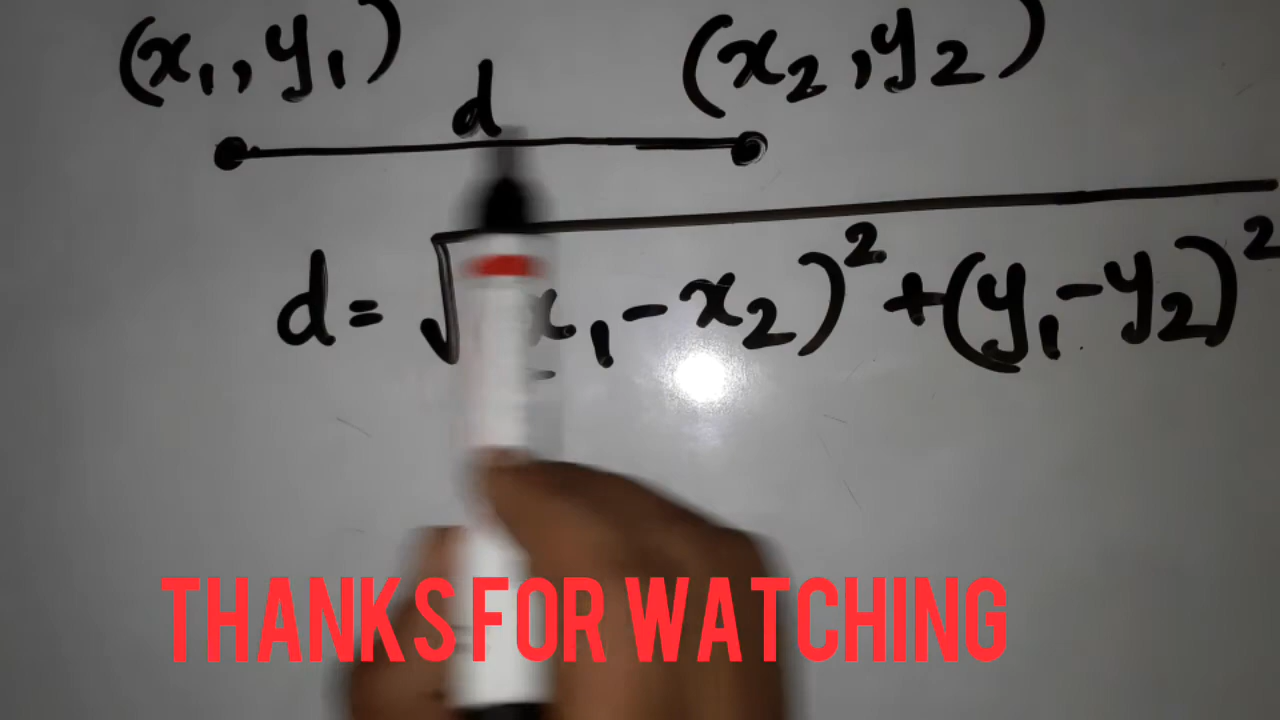 (x₁, y₁) (x₂, y₂)
d
d = √ x₁ - x₂)² + (y₁ - y₂)²
THANKS FOR WATCHING